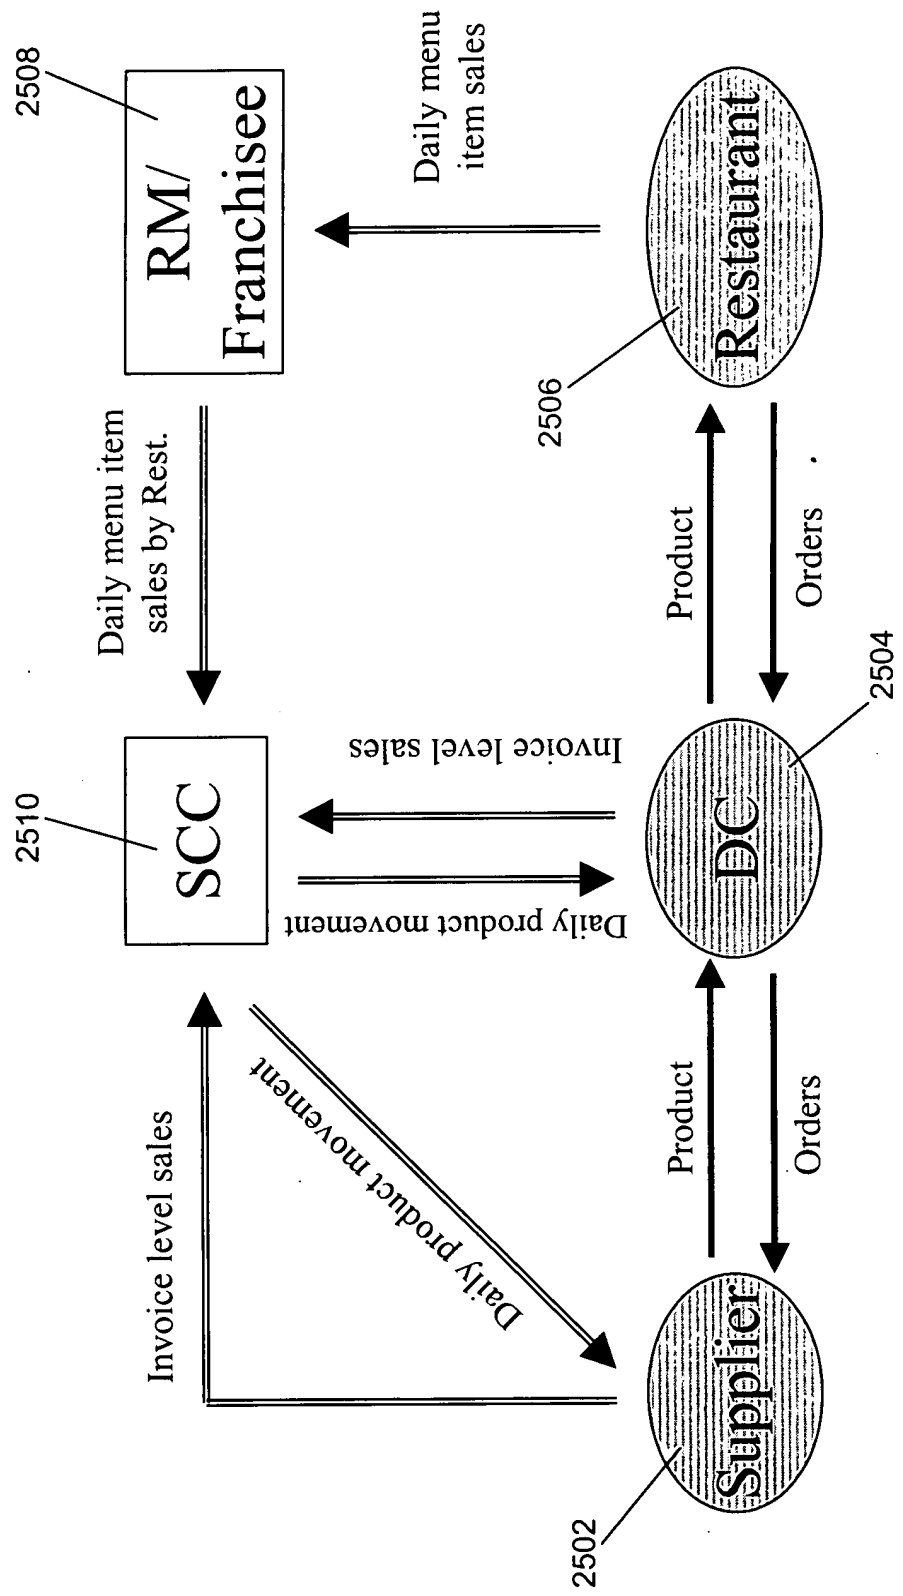 2510
2508
SCC
RM/
Franchisee
Invoice level sales
Daily menu item
sales by Rest.
Daily product movement
Daily product movement
Invoice level sales
Daily menu
item sales
2506
Product
Product
Supplier
DC
Restaurant
Orders
Orders
2502
2504